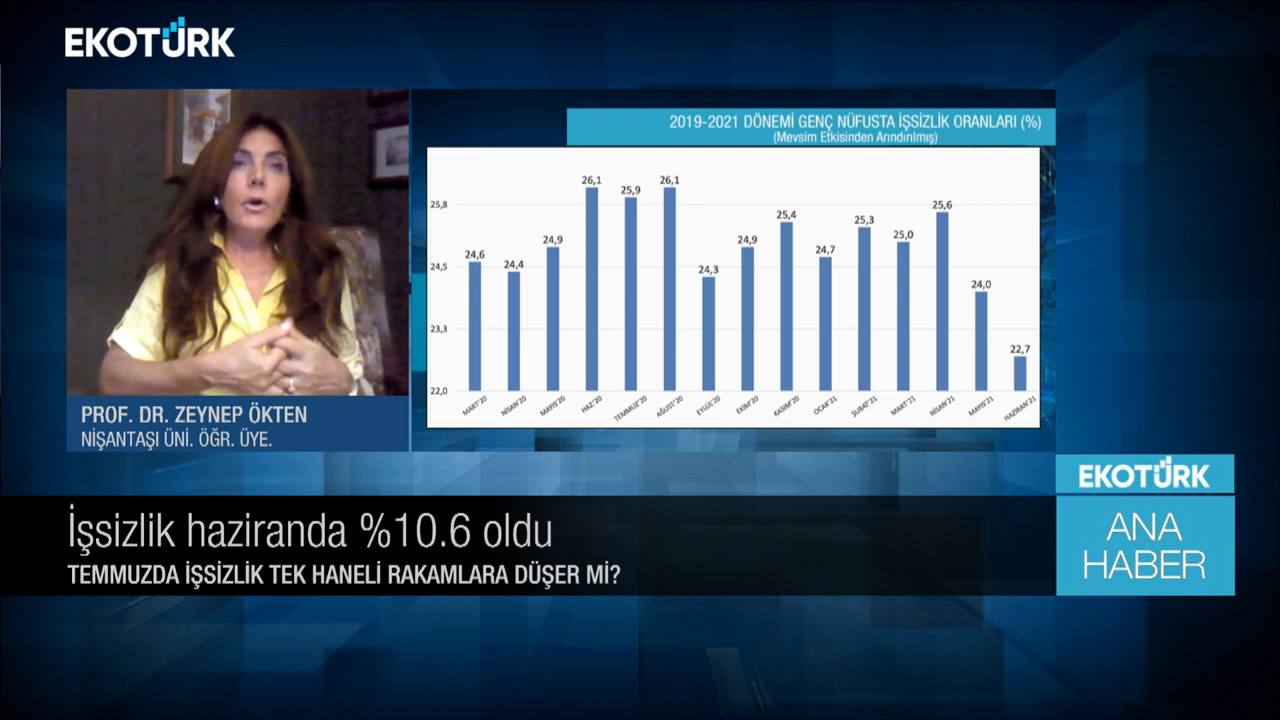 EKOTÜRK
2019-2021 DÖNEMİ GENÇ NÜFUSTA İŞSİZLİK ORANLARI (%)
(Mevsim Etkisinden Arındırılmış)
25,8
24,5
23,3
22,0
24,6
24,4
24,9
26,1
25,9
26,1
24,3
24,9
25,4
24,7
25,3
25,0
25,6
24,0
22,7
MART'20
NİSAN'20
MAYIS'20
HAZ.'20
TEMMUZ'20
AĞUST.'20
EYLÜL'20
EKİM'20
KASIM'20
OCAK'21
ŞUBAT'21
MART'21
NİSAN'21
MAYIS'21
HAZİRAN'21
PROF. DR. ZEYNEP ÖKTEN
NİŞANTAŞI ÜNİ. ÖĞR. ÜYE.
EKOTÜRK
ANA
HABER
İşsizlik haziranda %10.6 oldu
TEMMUZDA İŞSİZLİK TEK HANELİ RAKAMLARA DÜŞER Mİ?